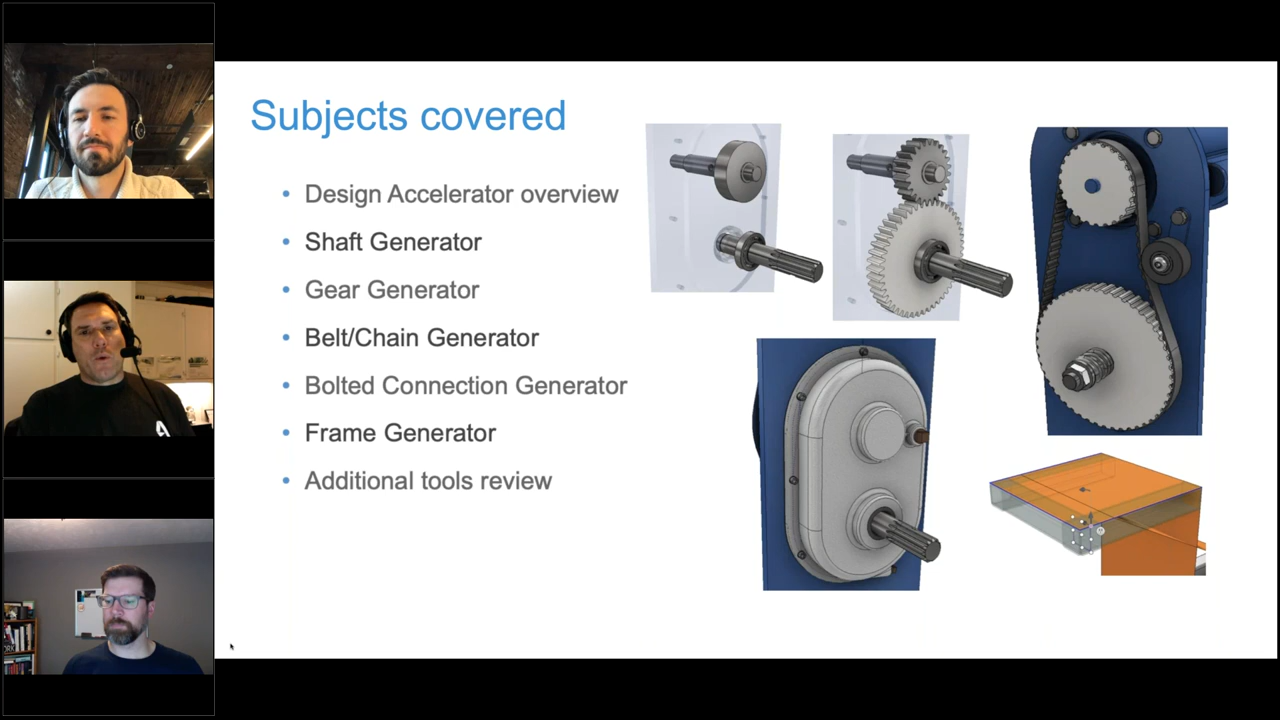 Subjects covered
• Design Accelerator overview
• Shaft Generator
• Gear Generator
• Belt/Chain Generator
• Bolted Connection Generator
• Frame Generator
• Additional tools review